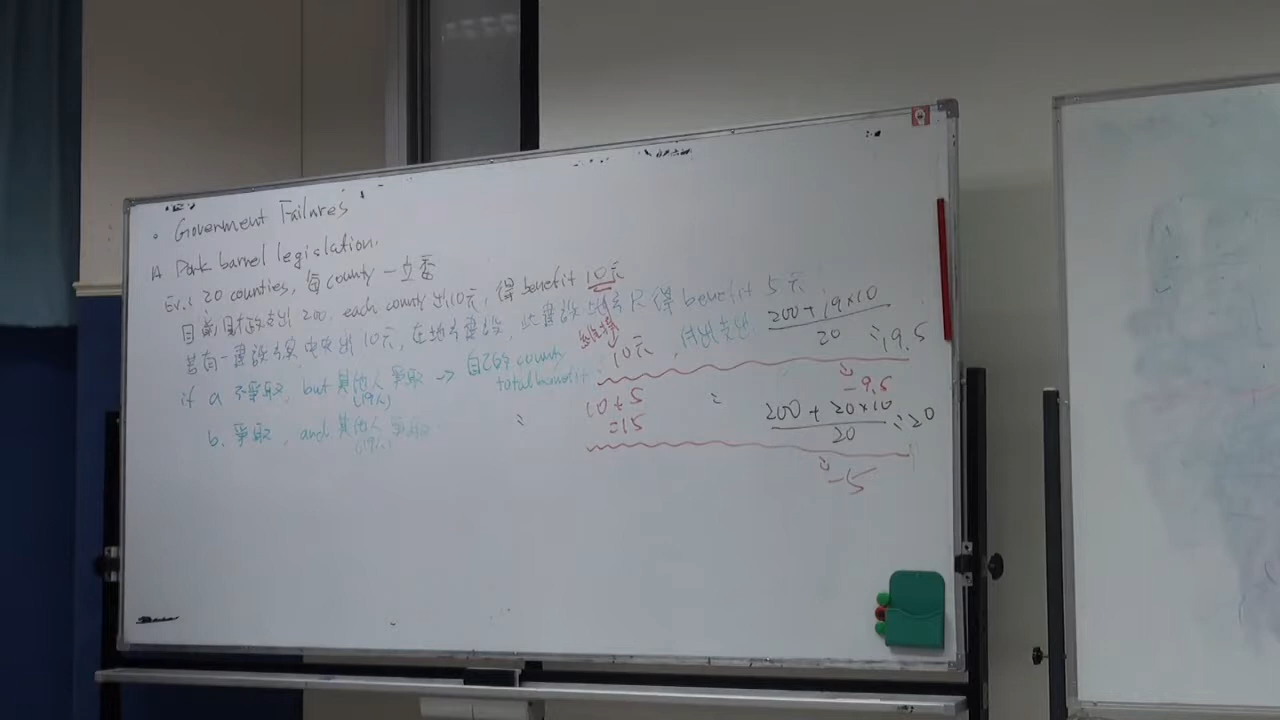 • Government Failures
A Pork barrel legislation.
Ex.: 20 counties, 每 county 一立委
目前財政支出 200, each county 出10元, 得 benefit 10元
若有一建設方案 中央出 10元, 在地方建設, 此建設地方只得 benefit 5元
if a 不爭取, but 其他人爭取 → 自己的 county total benefit = 10元, 付出支出 200+19×10 / 20 = 19.5
(19人)
→ -9.5
b. 爭取, and 其他人爭取 = 10+5 =15 = 200+20×10 / 20 = 20
(19人)
→ -5